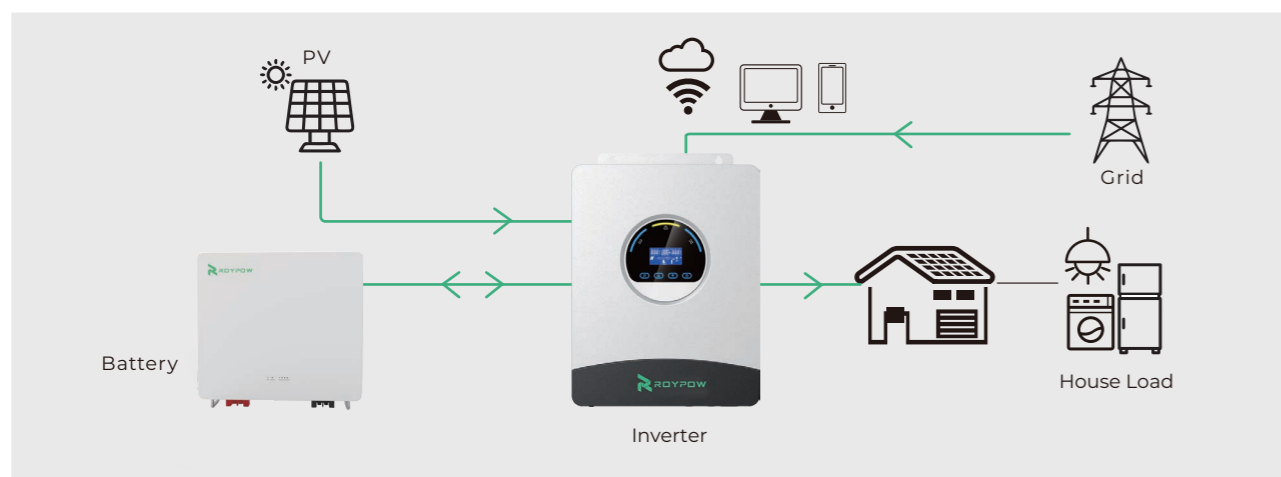 PV
Grid
ROYPOW
Battery
ROYPOW
Inverter
House Load